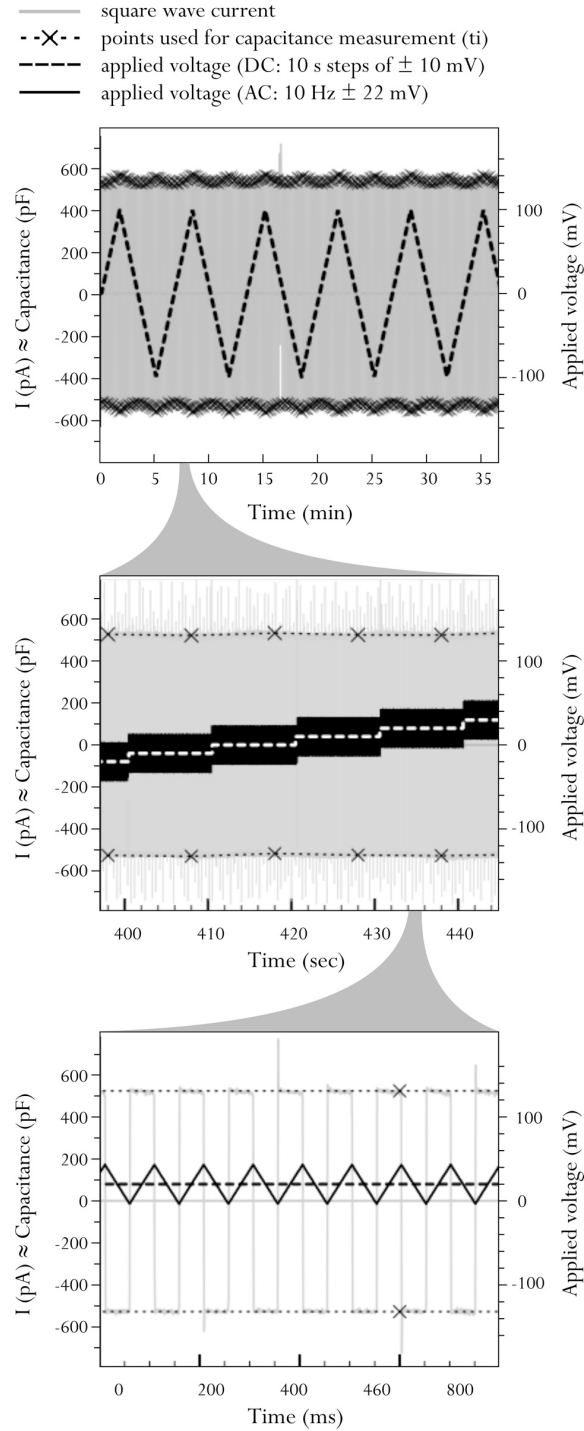 square wave current
points used for capacitance measurement (ti)
applied voltage (DC: 10 s steps of ± 10 mV)
applied voltage (AC: 10 Hz ± 22 mV)
I (pA) ≈ Capacitance (pF)
600
400
200
0
-200
-400
-600
100
0
-100
Applied voltage (mV)
0 5 10 15 20 25 30 35
Time (min)
I (pA) ≈ Capacitance (pF)
600
400
200
0
-200
-400
-600
100
0
-100
Applied voltage (mV)
400 410 420 430 440
Time (sec)
I (pA) ≈ Capacitance (pF)
600
400
200
0
-200
-400
-600
100
0
-100
Applied voltage (mV)
0 200 400 460 800
Time (ms)